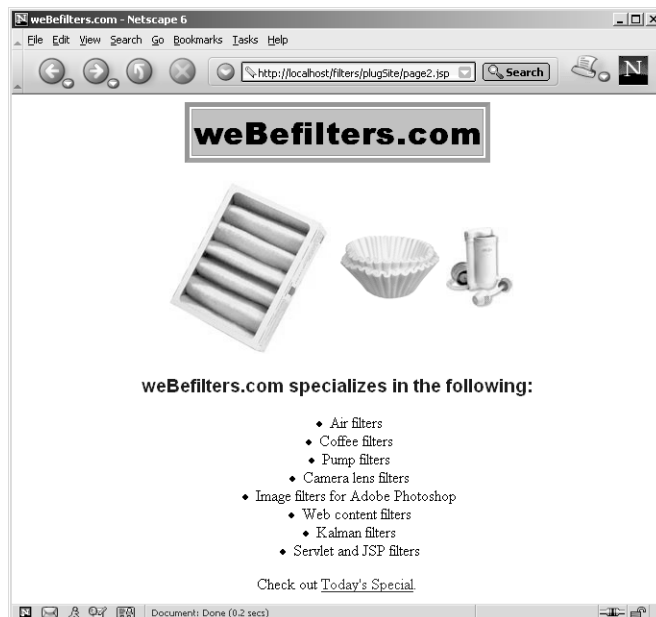 weBefilters.com - Netscape 6
File Edit View Search Go Bookmarks Tasks Help
http://localhost/filters/plugSite/page2.jsp Search N
weBefilters.com
weBefilters.com specializes in the following:
Air filters
Coffee filters
Pump filters
Camera lens filters
Image filters for Adobe Photoshop
Web content filters
Kalman filters
Servlet and JSP filters
Check out Today's Special.
Document: Done (0.2 secs)